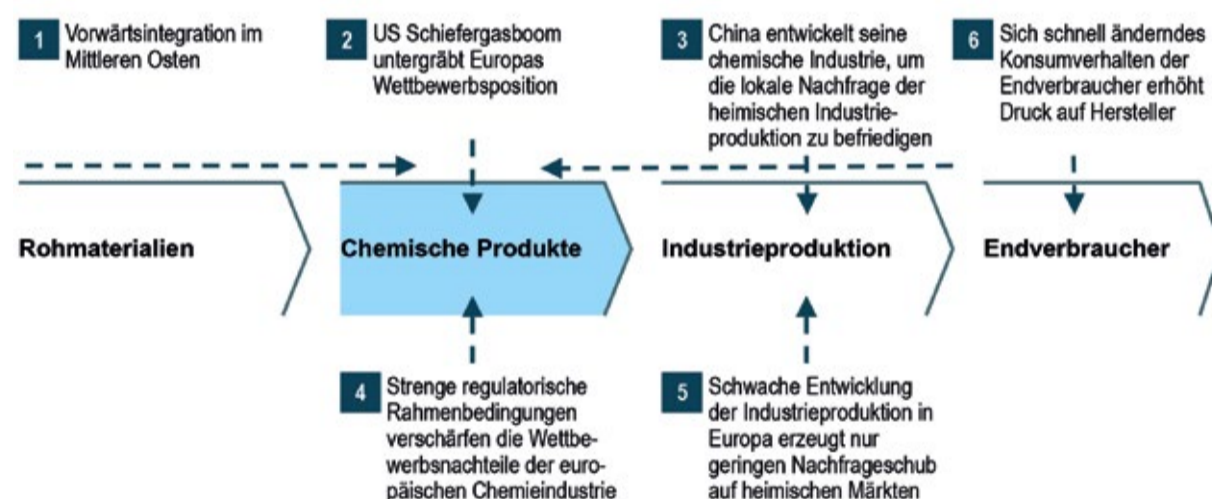 1
Vorwärtsintegration im
Mittleren Osten
2
US Schiefergasboom
untergräbt Europas
Wettbewerbsposition
3
China entwickelt seine
chemische Industrie, um
die lokale Nachfrage der
heimischen Industrie-
produktion zu befriedigen
6
Sich schnell änderndes
Konsumverhalten der
Endverbraucher erhöht
Druck auf Hersteller
Rohmaterialien
Chemische Produkte
Industrieproduktion
Endverbraucher
4
Strenge regulatorische
Rahmenbedingungen
verschärfen die Wettbe-
werbsnachteile der euro-
päischen Chemieindustrie
5
Schwache Entwicklung
der Industrieproduktion in
Europa erzeugt nur
geringen Nachfrageschub
auf heimischen Märkten